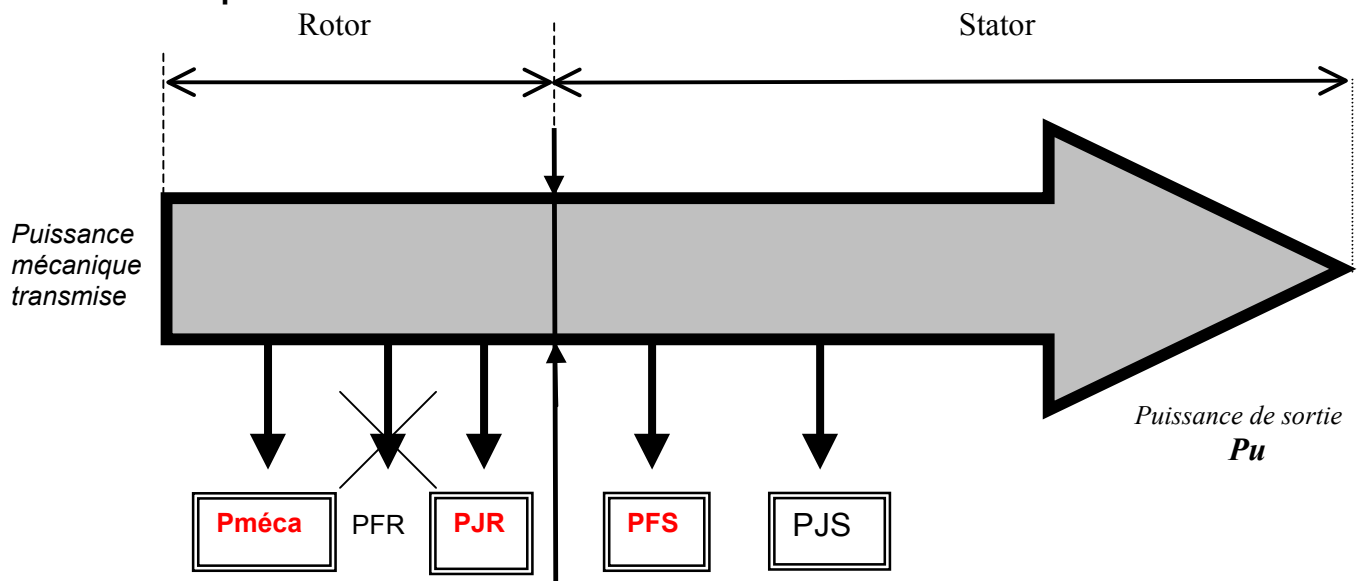 Rotor
Stator
Puissance
mécanique
transmise
Puissance de sortie
Pu
Pméca
PFR
PJR
PFS
PJS